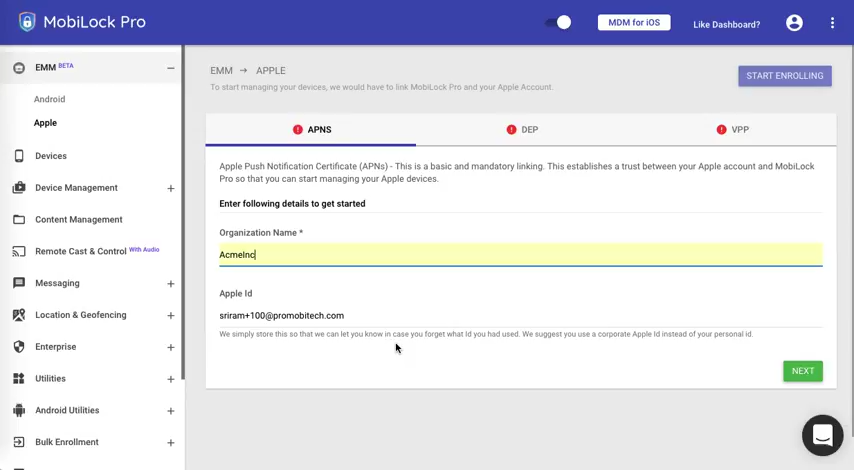 MobiLock Pro
MDM for iOS
Like Dashboard?
EMM BETA
Android
Apple
Devices
Device Management
Content Management
Remote Cast & Control With Audio
Messaging
Location & Geofencing
Enterprise
Utilities
Android Utilities
Bulk Enrollment
EMM → APPLE
To start managing your devices, we would have to link MobiLock Pro and your Apple Account.
START ENROLLING
APNS
DEP
VPP
Apple Push Notification Certificate (APNs) - This is a basic and mandatory linking. This establishes a trust between your Apple account and MobiLock
Pro so that you can start managing your Apple devices.
Enter following details to get started
Organization Name *
AcmeInc
Apple Id
sriram+100@promobitech.com
We simply store this so that we can let you know in case you forget what Id you had used. We suggest you use a corporate Apple Id instead of your personal id.
NEXT